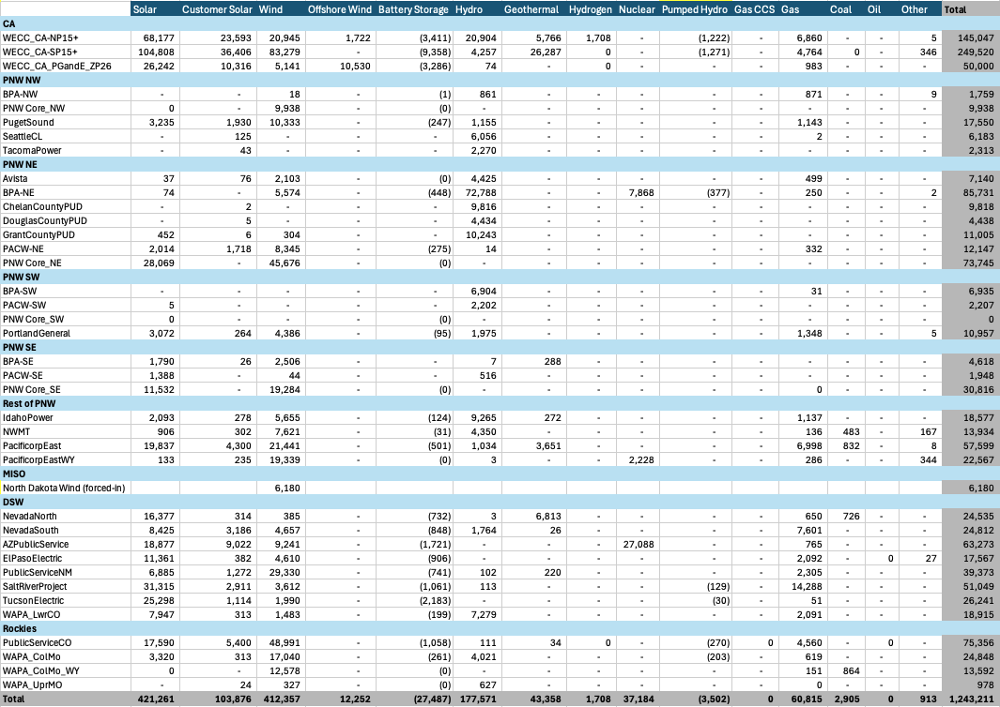 Solar Customer Solar Wind Offshore Wind Battery Storage Hydro Geothermal Hydrogen Nuclear Pumped Hydro Gas CCS Gas Coal Oil Other Total
CA
WECC_CA-NP15+ 68,177 23,593 20,945 1,722 (3,411) 20,904 5,766 1,708 - (1,222) - 6,860 - - 5 145,047
WECC_CA-SP15+ 104,808 36,406 83,279 - (9,358) 4,257 26,287 0 - (1,271) - 4,764 0 - 346 249,520
WECC_CA_PGandE_ZP26 26,242 10,316 5,141 10,530 (3,286) 74 - 0 - - - 983 - - - 50,000
PNW NW
BPA-NW - - 18 - (1) 861 - - - - - 871 - - 9 1,759
PNW Core_NW 0 - 9,938 - (0) - - - - - - - - - - 9,938
PugetSound 3,235 1,930 10,333 - (247) 1,155 - - - - - 1,143 - - - 17,550
SeattleCL - 125 - - - 6,056 - - - - - 2 - - - 6,183
TacomaPower - 43 - - - 2,270 - - - - - - - - - 2,313
PNW NE
Avista 37 76 2,103 - (0) 4,425 - - - - - 499 - - - 7,140
BPA-NE 74 - 5,574 - (448) 72,788 - - 7,868 (377) - 250 - - 2 85,731
ChelanCountyPUD - 2 - - - 9,816 - - - - - - - - - 9,818
DouglasCountyPUD - 5 - - - 4,434 - - - - - - - - - 4,438
GrantCountyPUD 452 6 304 - - 10,243 - - - - - - - - - 11,005
PACW-NE 2,014 1,718 8,345 - (275) 14 - - - - - 332 - - - 12,147
PNW Core_NE 28,069 - 45,676 - (0) - - - - - - - - - - 73,745
PNW SW
BPA-SW - - - - - 6,904 - - - - - 31 - - - 6,935
PACW-SW 5 - - - - 2,202 - - - - - - - - - 2,207
PNW Core_SW 0 - - - (0) - - - - - - - - - - 0
PortlandGeneral 3,072 264 4,386 - (95) 1,975 - - - - - 1,348 - - 5 10,957
PNW SE
BPA-SE 1,790 26 2,506 - - 7 288 - - - - - - - - 4,618
PACW-SE 1,388 - 44 - - 516 - - - - - - - - - 1,948
PNW Core_SE 11,532 - 19,284 - (0) - - - - - - 0 - - - 30,816
Rest of PNW
IdahoPower 2,093 278 5,655 - (124) 9,265 272 - - - - 1,137 - - - 18,577
NWMT 906 302 7,621 - (31) 4,350 - - - - - 136 483 - 167 13,934
PacificorpEast 19,837 4,300 21,441 - (501) 1,034 3,651 - - - - 6,998 832 - 8 57,599
PacificorpEastWY 133 235 19,339 - (0) 3 - - 2,228 - - 286 - - 344 22,567
MISO
North Dakota Wind (forced-in) 6,180 6,180
DSW
NevadaNorth 16,377 314 385 - (732) 3 6,813 - - - - 650 726 - - 24,535
NevadaSouth 8,425 3,186 4,657 - (848) 1,764 26 - - - - 7,601 - - - 24,812
AZPublicService 18,877 9,022 9,241 - (1,721) - - - 27,088 - - 765 - - - 63,273
ElPasoElectric 11,361 382 4,610 - (906) - - - - - - 2,092 - 0 27 17,567
PublicServiceNM 6,885 1,272 29,330 - (741) 102 220 - - - - 2,305 - - - 39,373
SaltRiverProject 31,315 2,911 3,612 - (1,061) 113 - - - (129) - 14,288 - - - 51,049
TucsonElectric 25,298 1,114 1,990 - (2,183) - - - - (30) - 51 - - - 26,241
WAPA_LwrCO 7,947 313 1,483 - (199) 7,279 - - - - - 2,091 - - - 18,915
Rockies
PublicServiceCO 17,590 5,400 48,991 - (1,058) 111 34 0 - (270) 0 4,560 - 0 - 75,356
WAPA_ColMo 3,320 313 17,040 - (261) 4,021 - - - (203) - 619 - - - 24,848
WAPA_ColMo_WY 0 - 12,578 - (0) - - - - - - 151 864 - - 13,592
WAPA_UprMO - 24 327 - - 627 - - - - - 0 - - - 978
Total 421,261 103,876 412,357 12,252 (27,487) 177,571 43,358 1,708 37,184 (3,502) 0 60,815 2,905 0 913 1,243,211